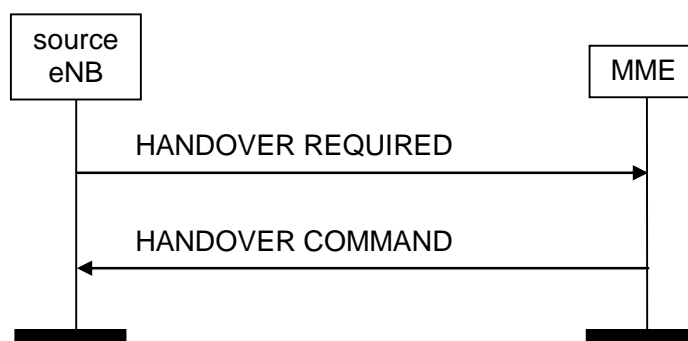 source
eNB
MME
HANDOVER REQUIRED
HANDOVER COMMAND